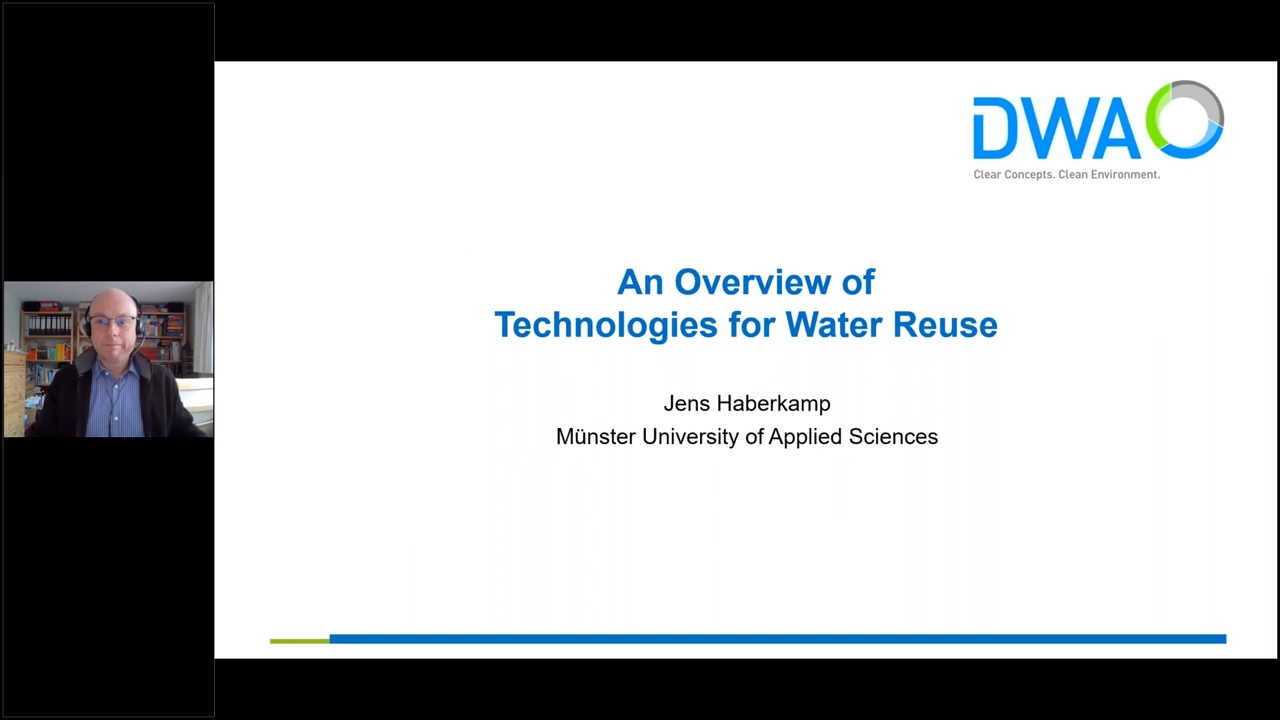 DWA
Clear Concepts. Clean Environment.
An Overview of
Technologies for Water Reuse
Jens Haberkamp
Münster University of Applied Sciences